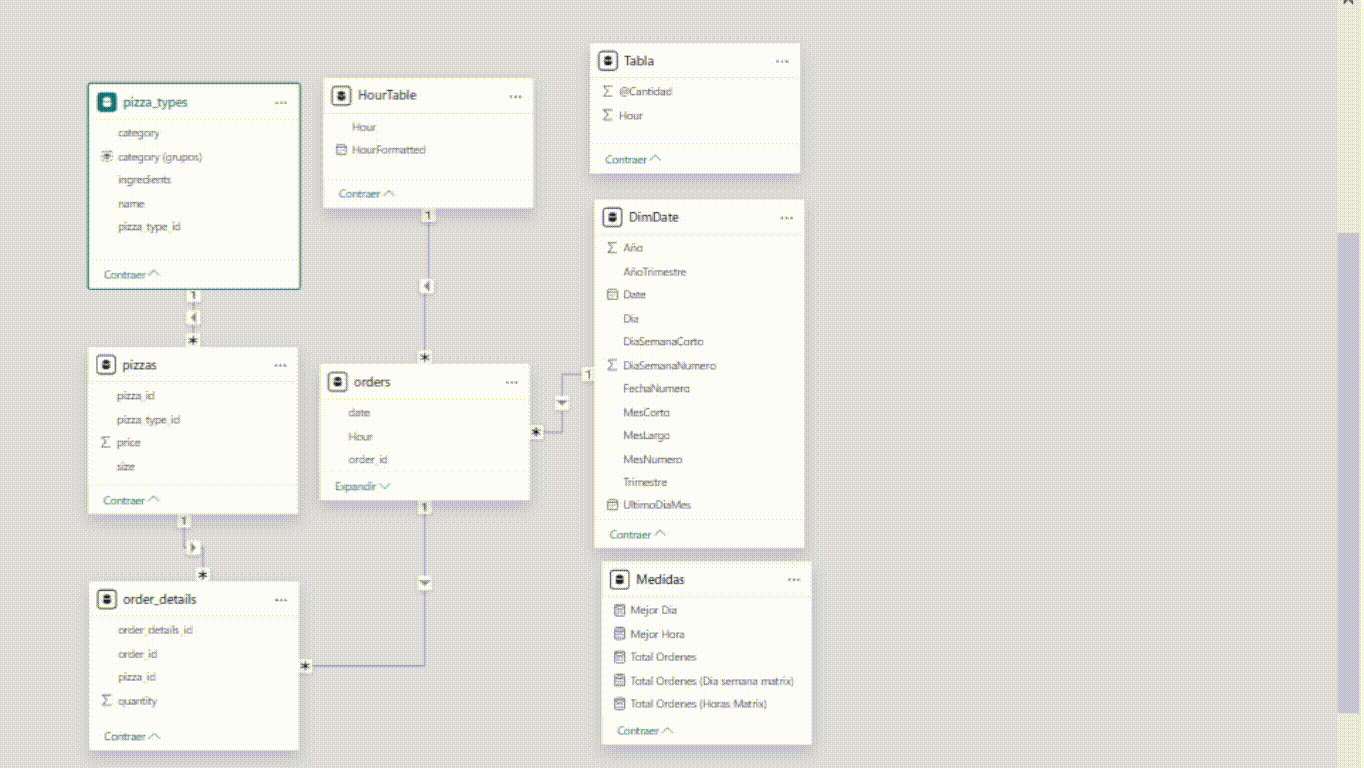 pizza_types
category
category (grupos)
ingredients
name
pizza_type_id
Contraer
1
*
pizzas
pizza_id
pizza_type_id
price
size
Contraer
1
*
order_details
order_details_id
order_id
pizza_id
quantity
Contraer
HourTable
Hour
HourFormatted
Contraer
1
*
orders
date
Hour
order_id
Expandir
1
*
Tabla
@Cantidad
Hour
Contraer
DimDate
Año
AñoTrimestre
Date
Dia
DiaSemanaCorto
DiaSemanaNumero
FechaNumero
MesCorto
MesLargo
MesNumero
Trimestre
UltimoDiaMes
Contraer
1
*
Medidas
Mejor Dia
Mejor Hora
Total Ordenes
Total Ordenes (Dia semana matrix)
Total Ordenes (Horas Matrix)
Contraer